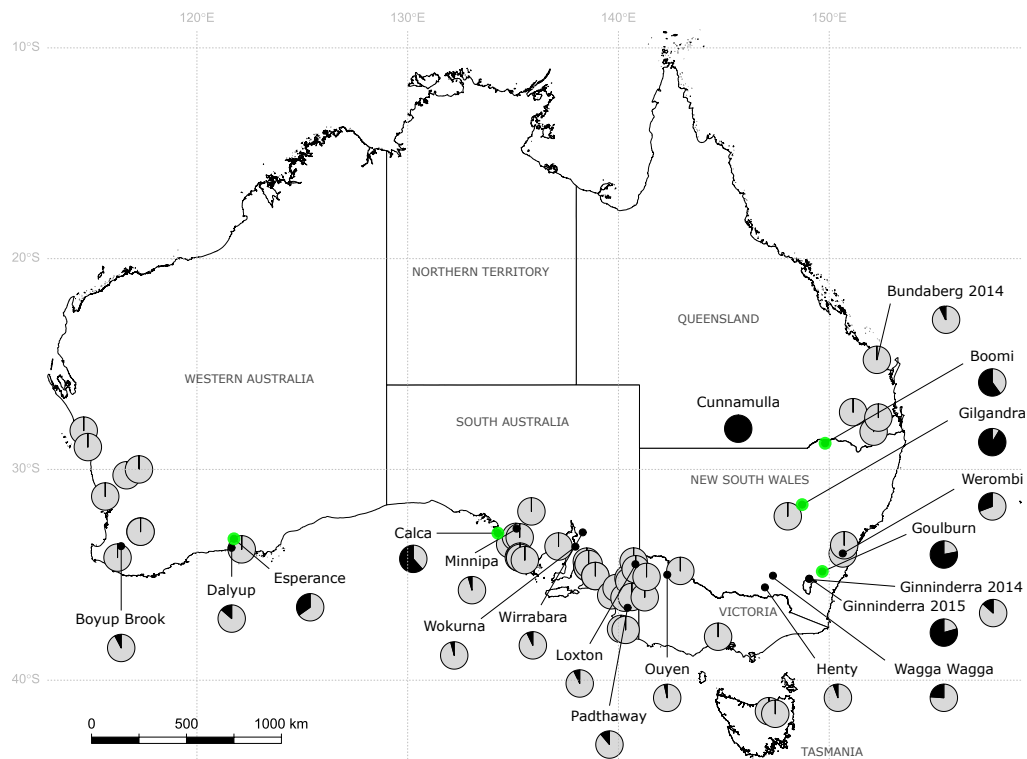 120°E 130°E 140°E 150°E
10°S
20°S
NORTHERN TERRITORY
Bundaberg 2014
QUEENSLAND
Boomi
WESTERN AUSTRALIA
Cunnamulla
Gilgandra
SOUTH AUSTRALIA
30°S
NEW SOUTH WALES
Werombi
Calca
Goulburn
Minnipa
Esperance
Ginninderra 2014
Dalyup
Ginninderra 2015
Boyup Brook
Wirrabara
VICTORIA
Wokurna
Loxton
Ouyen
Henty
Wagga Wagga
40°S
Padthaway
0 500 1000 km
TASMANIA